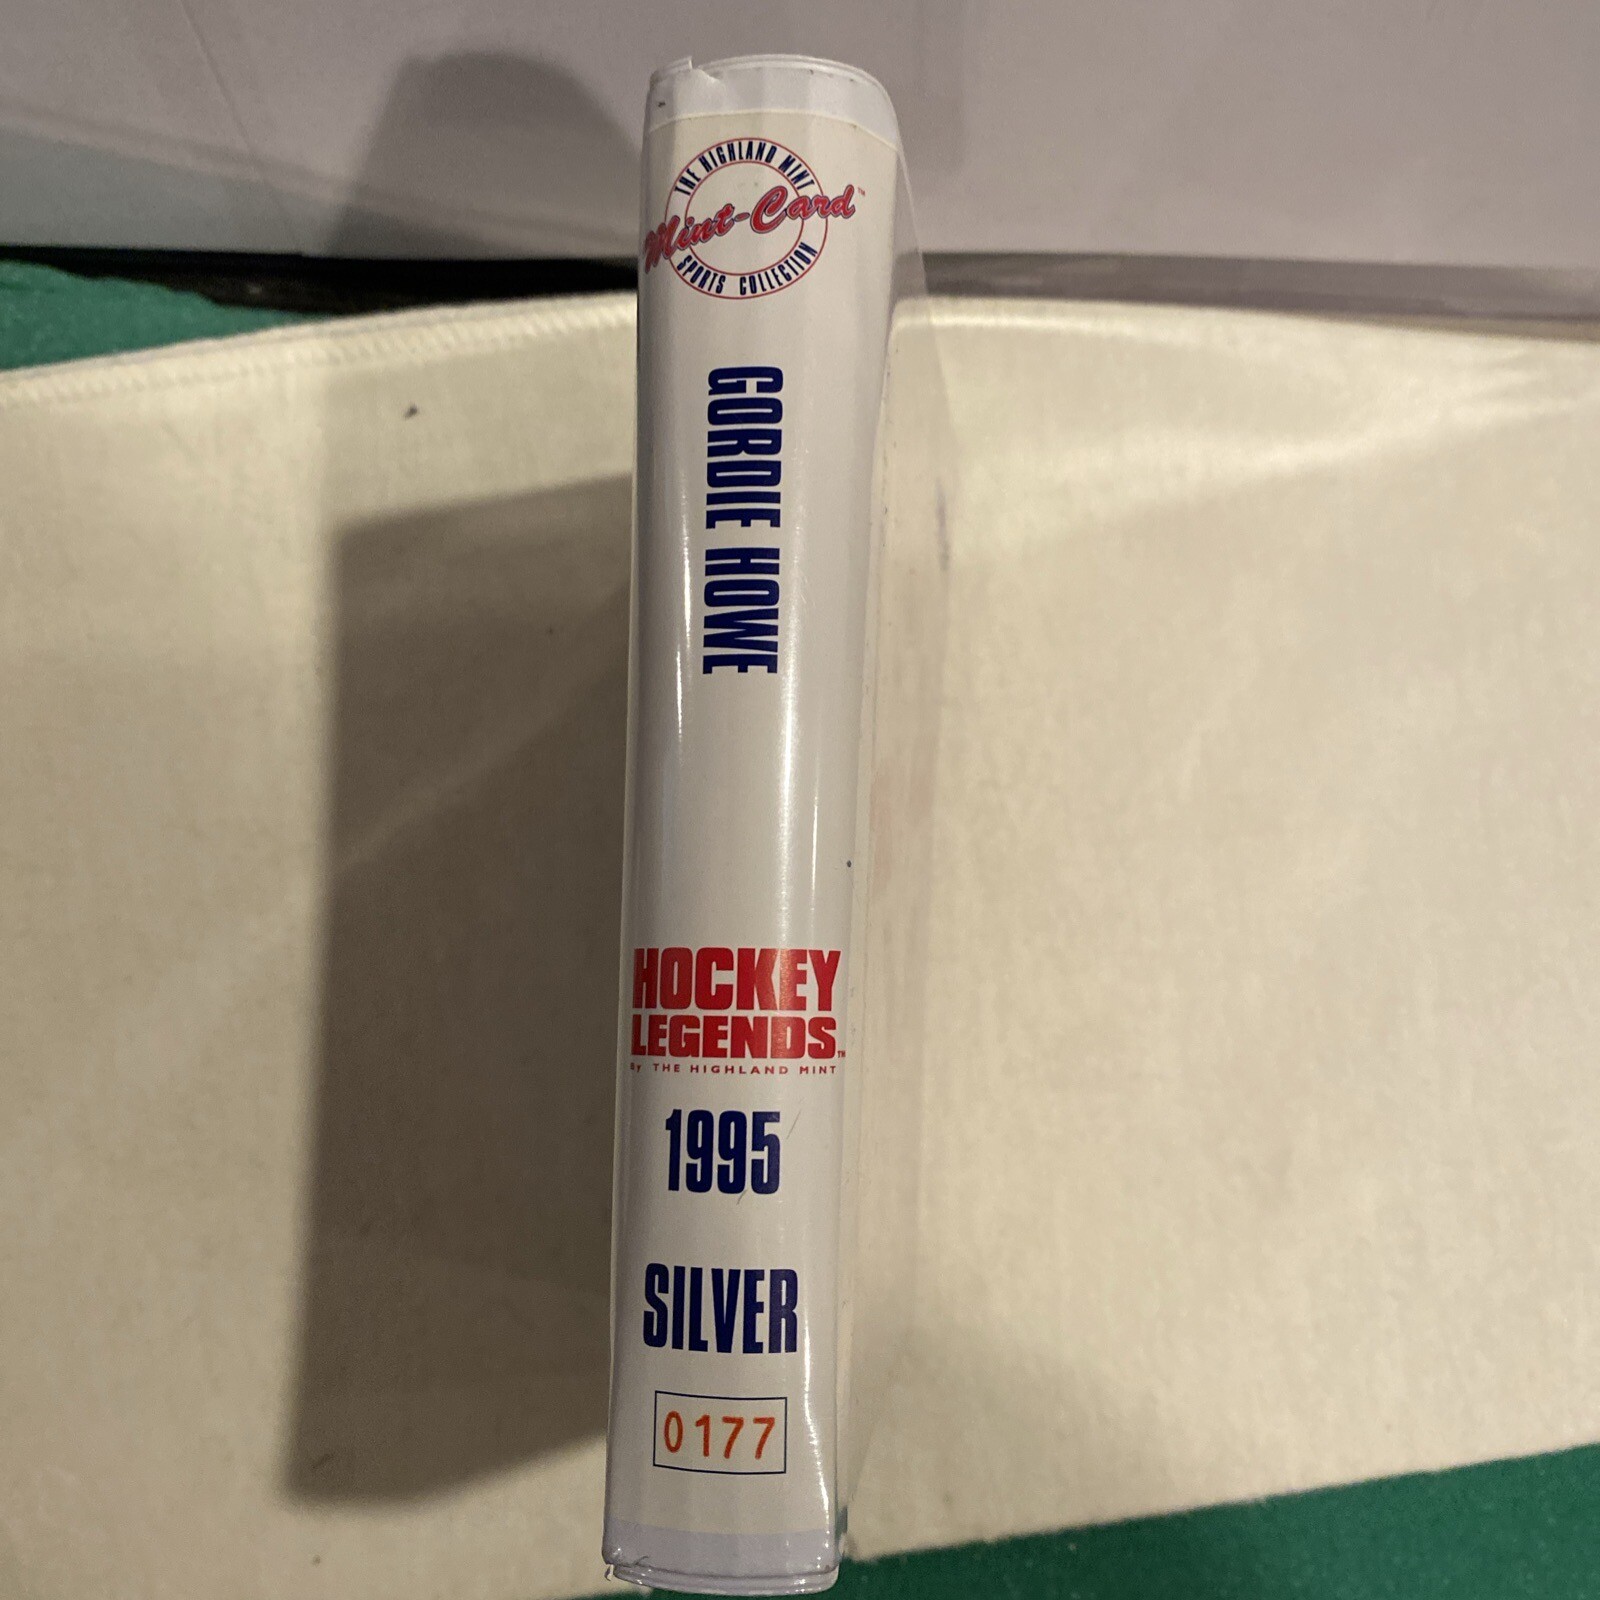 THE HIGHLAND MINT
Mint-Card™
SPORTS COLLECTION
GORDIE HOWE
HOCKEY
LEGENDS™
By THE HIGHLAND MINT
1995
SILVER
0177